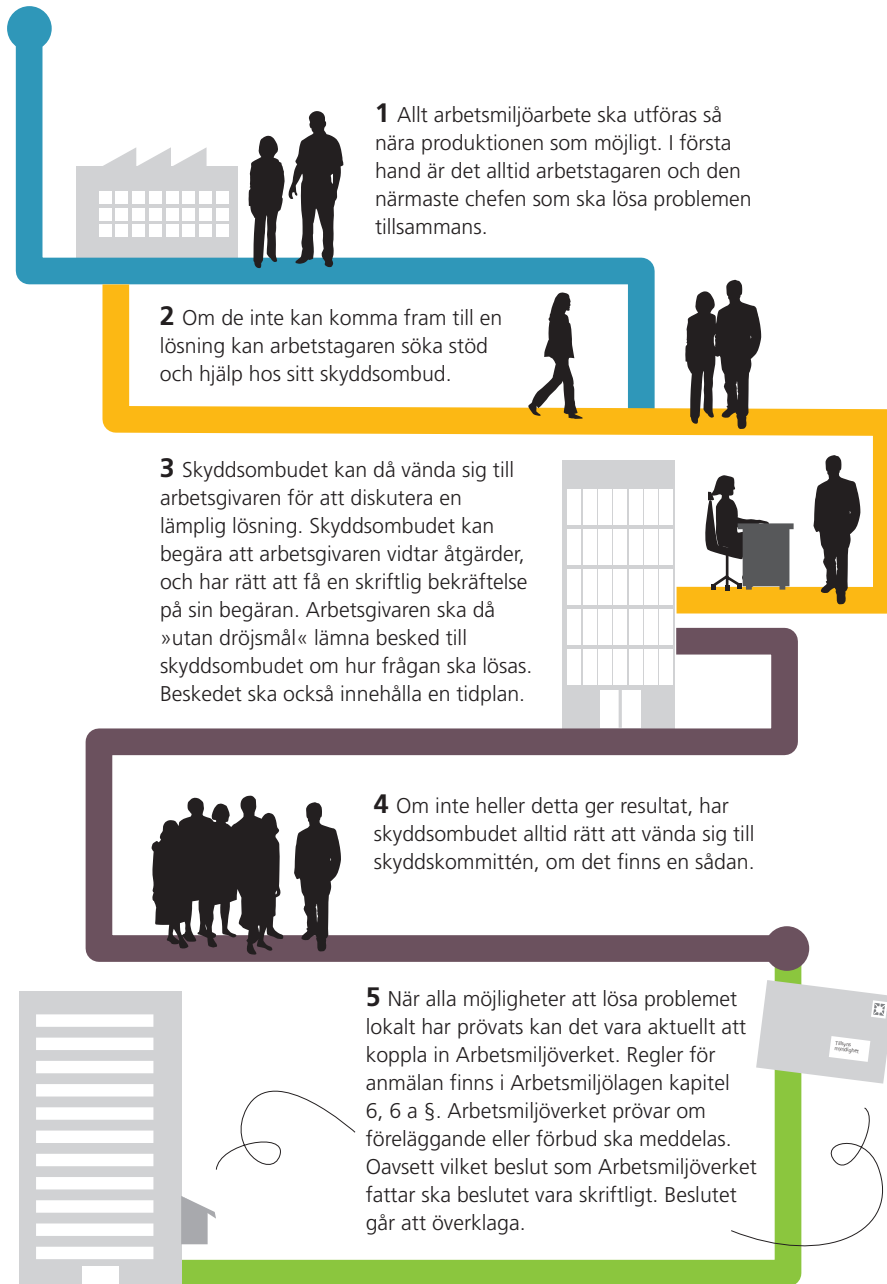 1 Allt arbetsmiljöarbete ska utföras så
nära produktionen som möjligt. I första
hand är det alltid arbetstagaren och den
närmaste chefen som ska lösa problemen
tillsammans.
2 Om de inte kan komma fram till en
lösning kan arbetstagaren söka stöd
och hjälp hos sitt skyddsombud.
3 Skyddsombudet kan då vända sig till
arbetsgivaren för att diskutera en
lämplig lösning. Skyddsombudet kan
begära att arbetsgivaren vidtar åtgärder,
och har rätt att få en skriftlig bekräftelse
på sin begäran. Arbetsgivaren ska då
»utan dröjsmål« lämna besked till
skyddsombudet om hur frågan ska lösas.
Beskedet ska också innehålla en tidplan.
4 Om inte heller detta ger resultat, har
skyddsombudet alltid rätt att vända sig till
skyddskommittén, om det finns en sådan.
5 När alla möjligheter att lösa problemet
lokalt har prövats kan det vara aktuellt att
koppla in Arbetsmiljöverket. Regler för
anmälan finns i Arbetsmiljölagen kapitel
6, 6 a §. Arbetsmiljöverket prövar om
föreläggande eller förbud ska meddelas.
Oavsett vilket beslut som Arbetsmiljöverket
fattar ska beslutet vara skriftligt. Beslutet
går att överklaga.